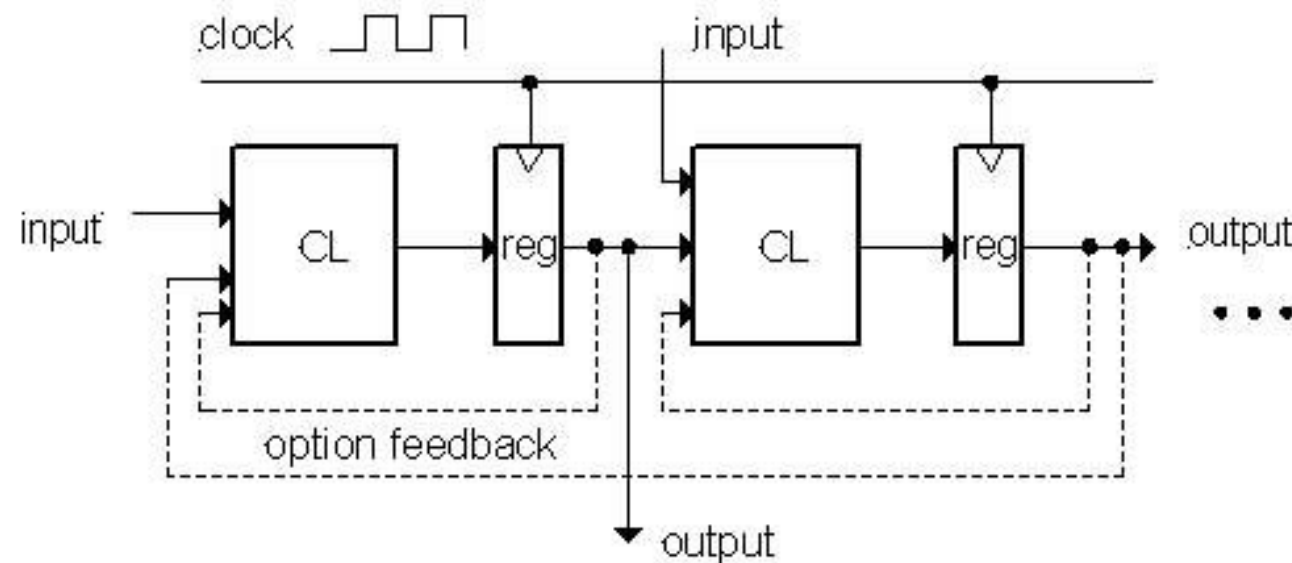 clock
input
input
CL
reg
CL
reg
output
option feedback
output